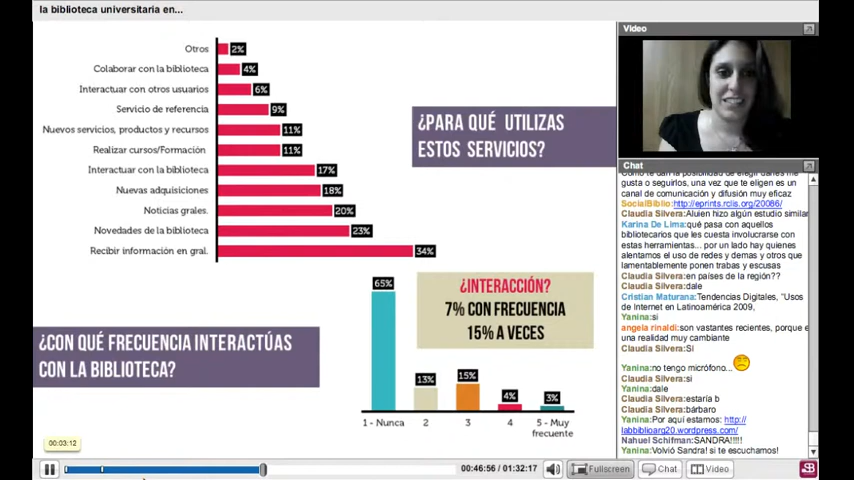 la biblioteca universitaria en...
Otros 2%
Colaborar con la biblioteca 4%
Interactuar con otros usuarios 6%
Servicio de referencia 9%
Nuevos servicios, productos y recursos 11%
Realizar cursos/Formación 11%
Interactuar con la biblioteca 17%
Nuevas adquisiciones 18%
Noticias grales. 20%
Novedades de la biblioteca 23%
Recibir información en gral. 34%
¿PARA QUÉ UTILIZAS
ESTOS SERVICIOS?
¿INTERACCIÓN?
7% CON FRECUENCIA
15% A VECES
¿CON QUÉ FRECUENCIA INTERACTÚAS
CON LA BIBLIOTECA?
65%
13%
15%
4%
3%
1 - Nunca
2
3
4
5 - Muy
frecuente
00:03:12
00:46:56 / 01:32:17
Fullscreen
Chat
Video
SB
Video
Chat
gusta o seguirlos, una vez que te eligen es un
canal de comunicación y difusión muy eficaz
SocialBiblio:http://eprints.rclis.org/20086/
Claudia Silvera:Aluien hizo algún estudio similar
Karina De Lima:qué pasa con aquellos
bibliotecarios que les cuesta involucrarse con
estas herramientas... por un lado hay quienes
alentamos el uso de redes y demas y otros que
lamentablemente ponen trabas y escusas
Claudia Silvera:en países de la región??
Claudia Silvera:dale
Cristian Maturana:Tendencias Digitales, "Usos
de Internet en Latinoamérica 2009,
Yanina:si
angela rinaldi:son vastantes recientes, porque e
una realidad muy cambiante
Claudia Silvera:Sí
Yanina:no tengo micrófono...
Claudia Silvera:si
Yanina:dale
Claudia Silvera:estaría b
Claudia Silvera:bárbaro
Yanina:Por aquí estamos: http://
labbiblioarg20.wordpress.com/
Nahuel Schifman:SANDRA!!!!!
Yanina:Volvió Sandra! si te escuchamos!